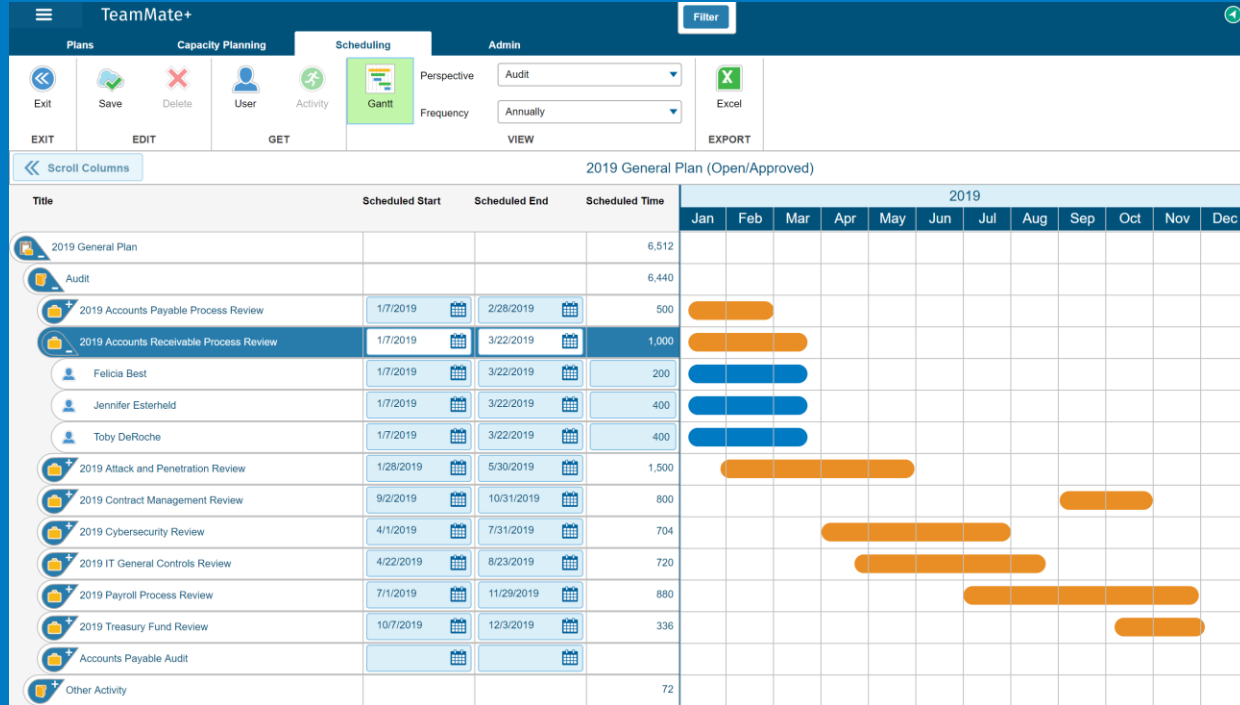 TeamMate+ Filter
Plans Capacity Planning Scheduling Admin
Perspective Audit
Exit Save Delete User Activity Gantt Excel
Frequency Annually
EXIT EDIT GET VIEW EXPORT
Scroll Columns 2019 General Plan (Open/Approved)
Title Scheduled Start Scheduled End Scheduled Time 2019
Jan Feb Mar Apr May Jun Jul Aug Sep Oct Nov Dec
2019 General Plan 6,512
Audit 6,440
2019 Accounts Payable Process Review 1/7/2019 2/28/2019 500
2019 Accounts Receivable Process Review 1/7/2019 3/22/2019 1,000
Felicia Best 1/7/2019 3/22/2019 200
Jennifer Esterheld 1/7/2019 3/22/2019 400
Toby DeRoche 1/7/2019 3/22/2019 400
2019 Attack and Penetration Review 1/28/2019 5/30/2019 1,500
2019 Contract Management Review 9/2/2019 10/31/2019 800
2019 Cybersecurity Review 4/1/2019 7/31/2019 704
2019 IT General Controls Review 4/22/2019 8/23/2019 720
2019 Payroll Process Review 7/1/2019 11/29/2019 880
2019 Treasury Fund Review 10/7/2019 12/3/2019 336
Accounts Payable Audit
Other Activity 72